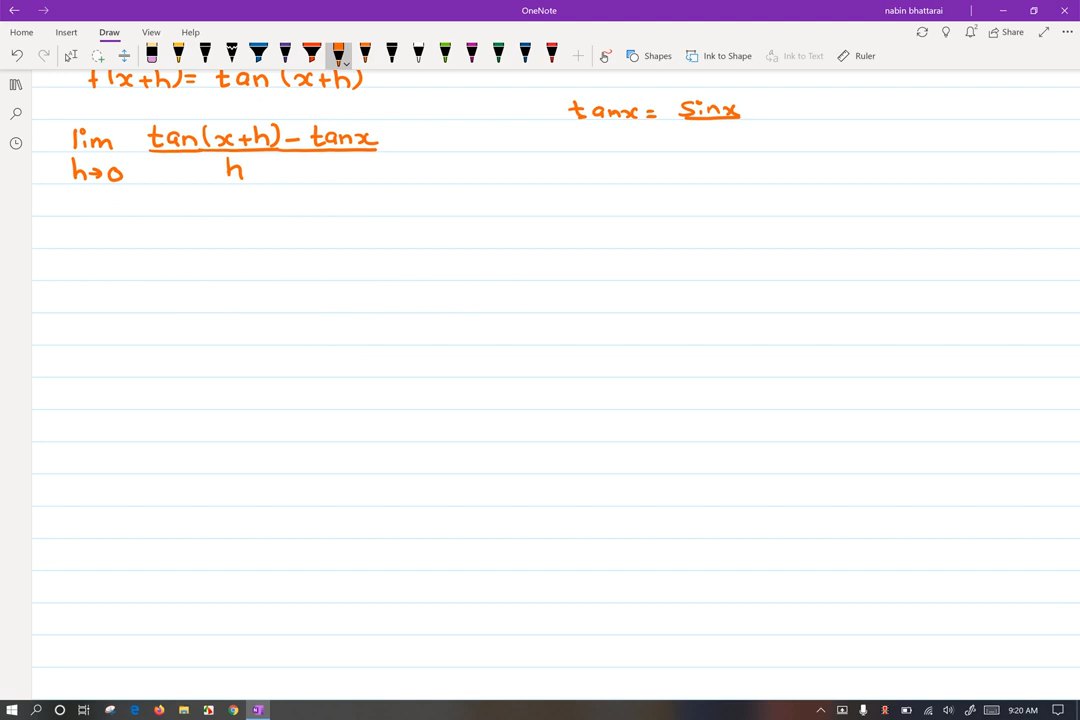 OneNote
nabin bhattarai
Home Insert Draw View Help
Share
Shapes Ink to Shape Ink to Text Ruler
f(x+h)= tan (x+h)
tanx = sinx
lim tan(x+h) - tanx
h→0 h
9:20 AM